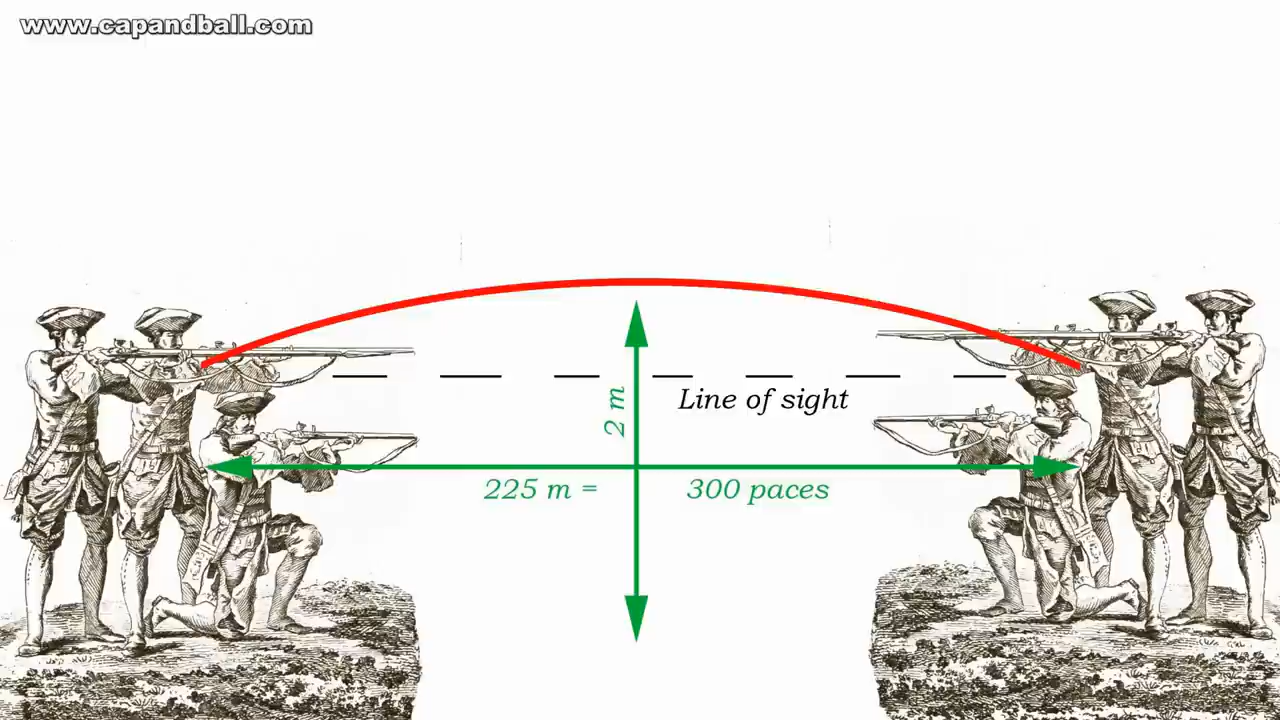 www.capandball.com
2 m
Line of sight
225 m =
300 paces